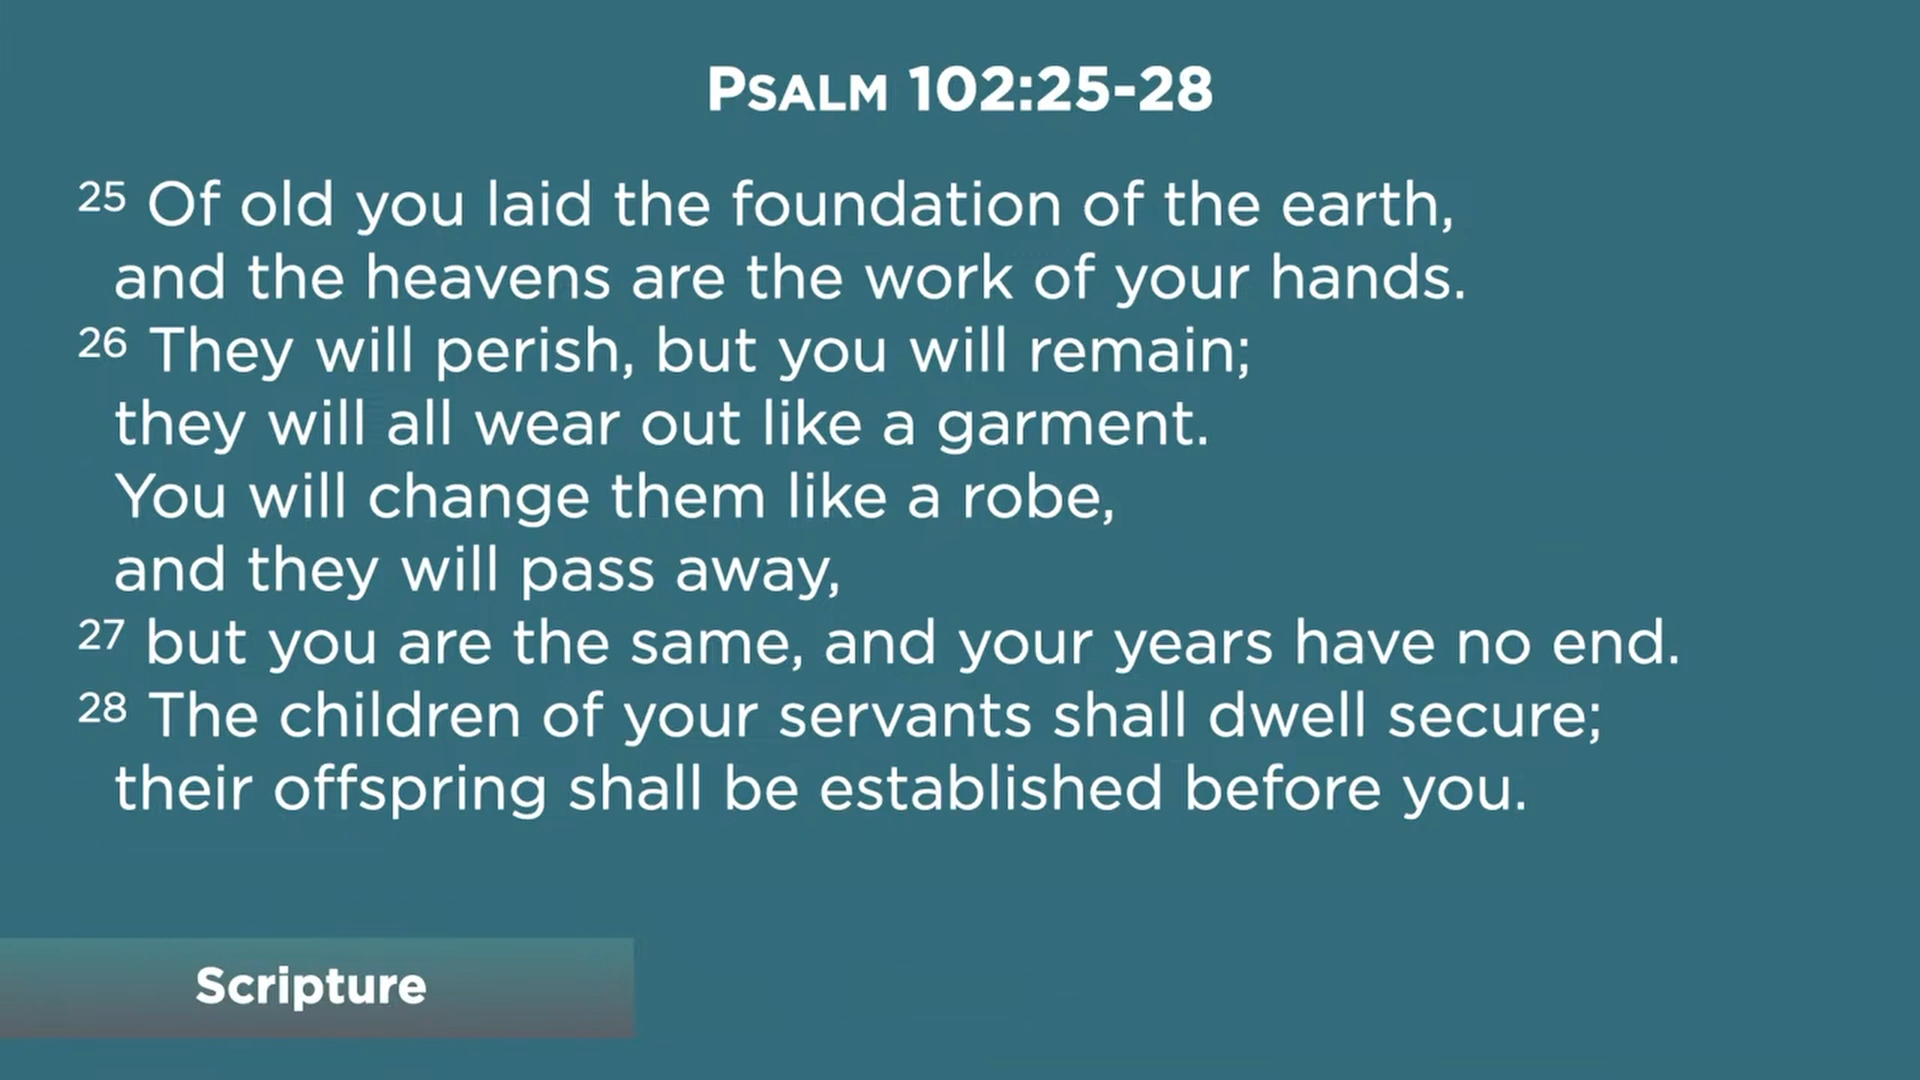 PSALM 102:25-28
25 Of old you laid the foundation of the earth,
and the heavens are the work of your hands.
26 They will perish, but you will remain;
they will all wear out like a garment.
You will change them like a robe,
and they will pass away,
27 but you are the same, and your years have no end.
28 The children of your servants shall dwell secure;
their offspring shall be established before you.
Scripture